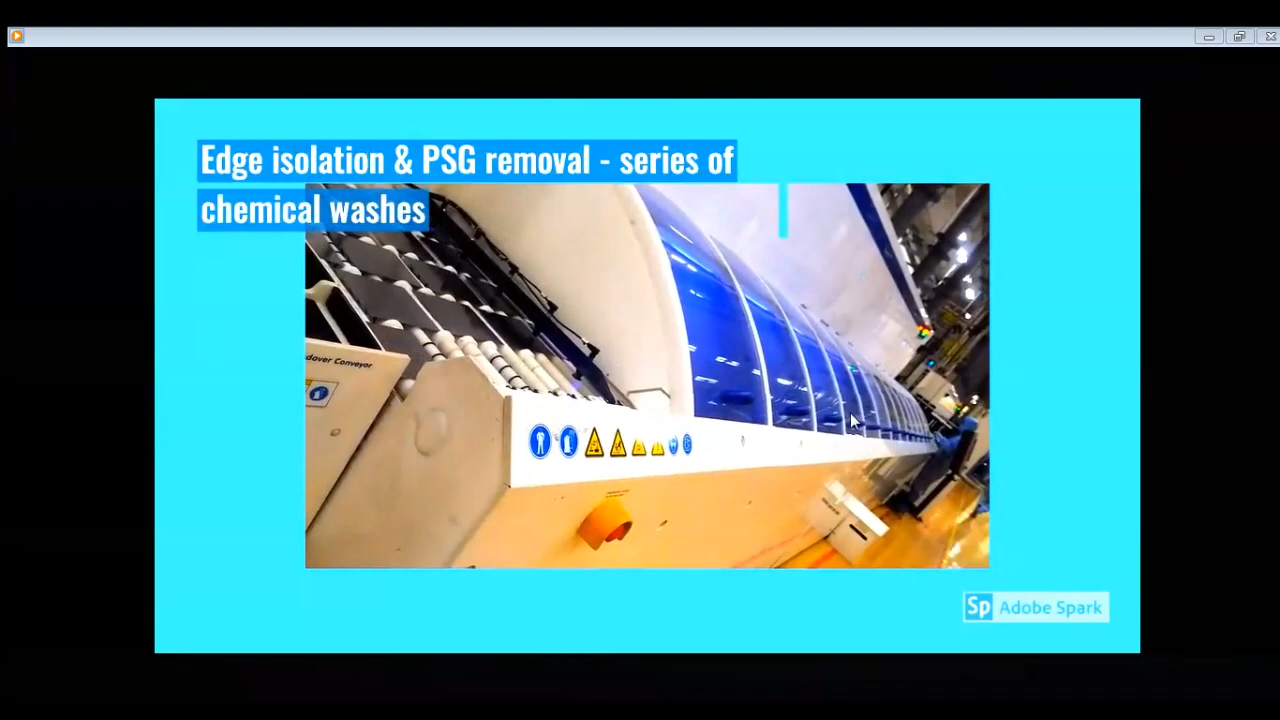 Edge isolation & PSG removal - series of
chemical washes
dover Conveyor
Sp Adobe Spark